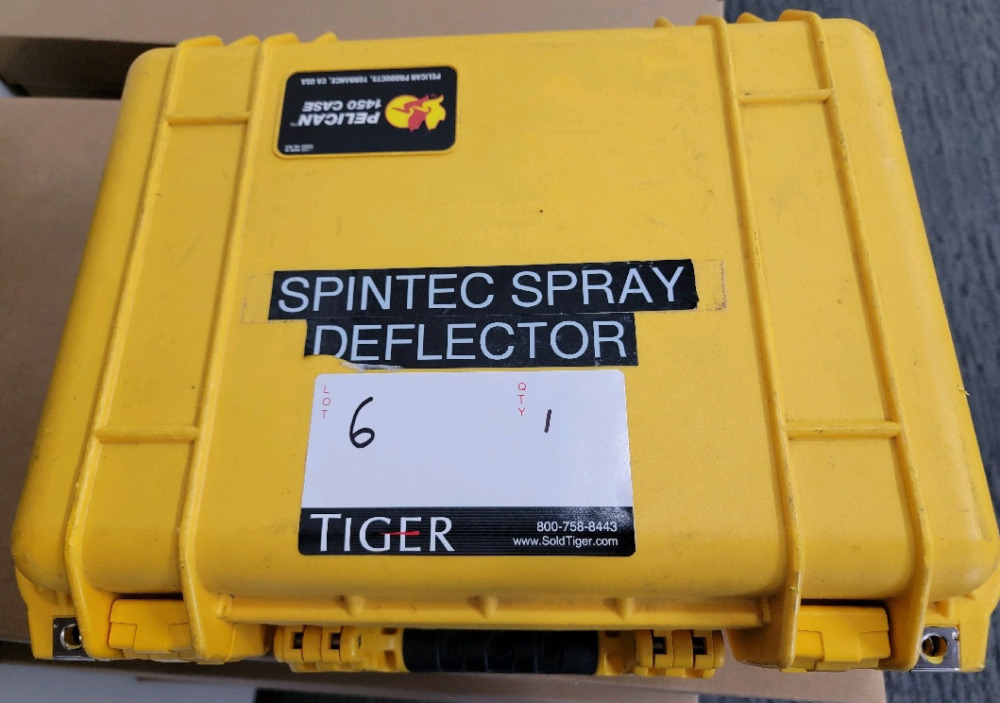 PELICAN™
1450 CASE
PELICAN PRODUCTS, TORRANCE, CA USA
SPINTEC SPRAY
DEFLECTOR
LOT 6 QTY 1
TIGER
800-758-8443
www.SoldTiger.com